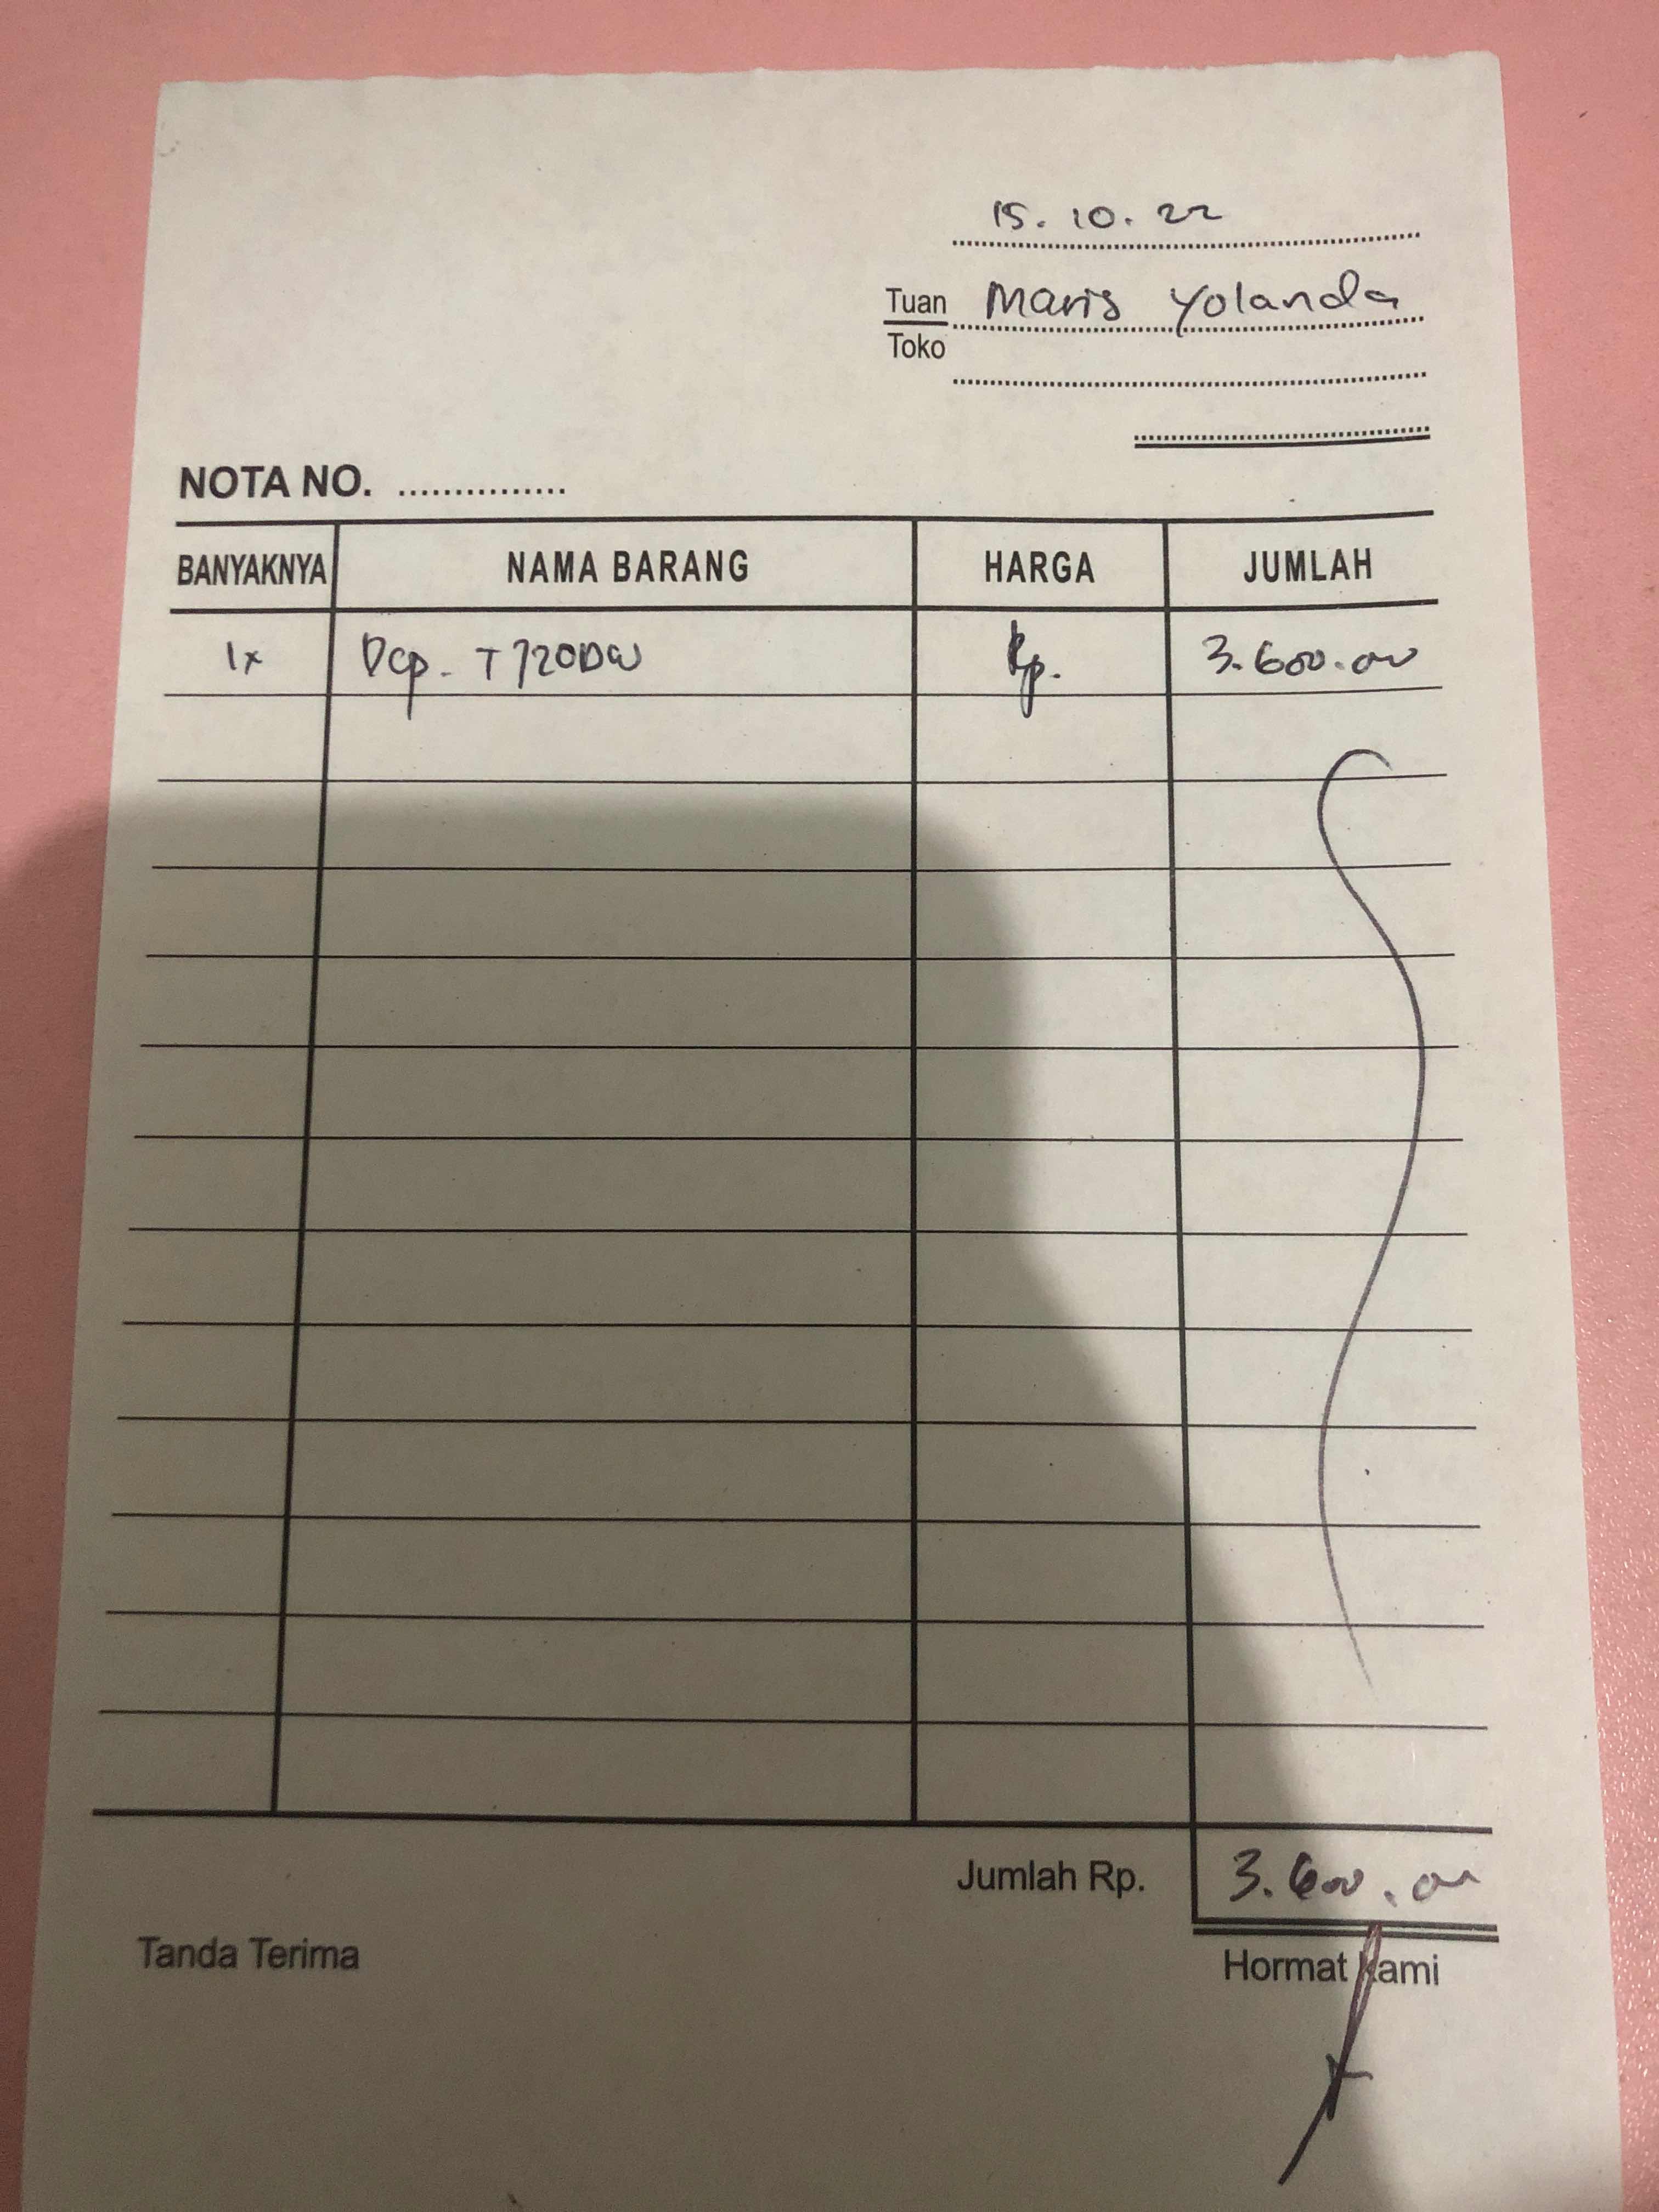 15.10.22
Tuan Maris Yolanda
Toko
NOTA NO. ...............
BANYAKNYA NAMA BARANG HARGA JUMLAH
1x Dcp. T720DW Rp. 3.600.000
Jumlah Rp. 3.600.000
Tanda Terima Hormat Kami